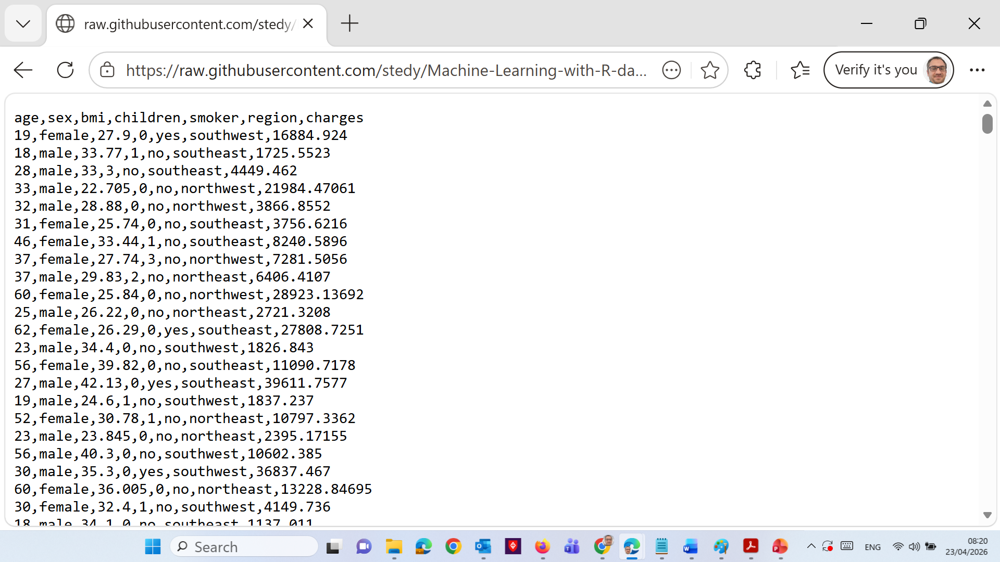 raw.githubusercontent.com/stedy/
https://raw.githubusercontent.com/stedy/Machine-Learning-with-R-da...
Verify it's you
age,sex,bmi,children,smoker,region,charges
19,female,27.9,0,yes,southwest,16884.924
18,male,33.77,1,no,southeast,1725.5523
28,male,33,3,no,southeast,4449.462
33,male,22.705,0,no,northwest,21984.47061
32,male,28.88,0,no,northwest,3866.8552
31,female,25.74,0,no,southeast,3756.6216
46,female,33.44,1,no,southeast,8240.5896
37,female,27.74,3,no,northwest,7281.5056
37,male,29.83,2,no,northeast,6406.4107
60,female,25.84,0,no,northwest,28923.13692
25,male,26.22,0,no,northeast,2721.3208
62,female,26.29,0,yes,southeast,27808.7251
23,male,34.4,0,no,southwest,1826.843
56,female,39.82,0,no,southeast,11090.7178
27,male,42.13,0,yes,southeast,39611.7577
19,male,24.6,1,no,southwest,1837.237
52,female,30.78,1,no,northeast,10797.3362
23,male,23.845,0,no,northeast,2395.17155
56,male,40.3,0,no,southwest,10602.385
30,male,35.3,0,yes,southwest,36837.467
60,female,36.005,0,no,northeast,13228.84695
30,female,32.4,1,no,southwest,4149.736
18,male,34.1,0,no,southeast,1137.011
Search
ENG
08:20
23/04/2026